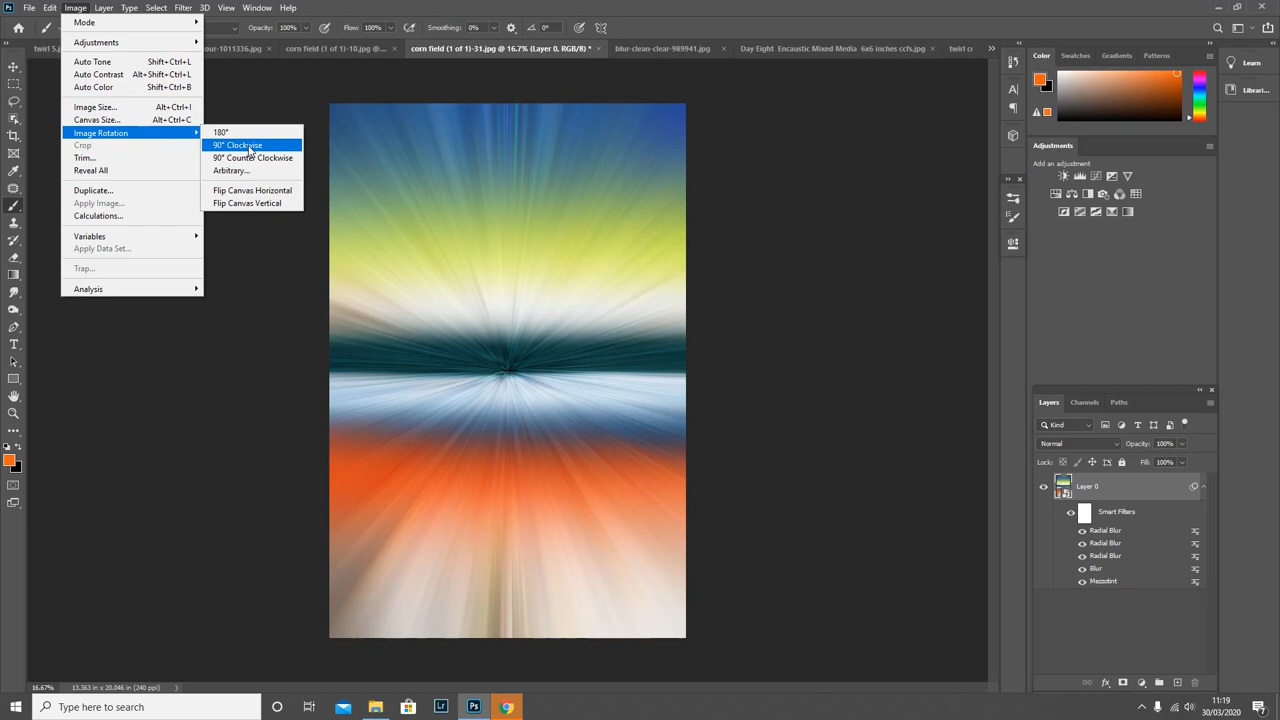 Ps File Edit Image Layer Type Select Filter 3D View Window Help
Opacity: 100% Flow: 100% Smoothing: 0% 0°
twirl 5. our-1011336.jpg corn field (1 of 1)-10.jpg @... corn field (1 of 1)-31.jpg @ 16.7% (Layer 0, RGB/8) * blur-clean-clear-989941.jpg Day Eight Encaustic Mixed Media 6x6 inches ccfs.jpg
Mode
Adjustments
Auto Tone Shift+Ctrl+L
Auto Contrast Alt+Shift+Ctrl+L
Auto Color Shift+Ctrl+B
Image Size... Alt+Ctrl+I
Canvas Size... Alt+Ctrl+C
Image Rotation
Crop
Trim...
Reveal All
Duplicate...
Apply Image...
Calculations...
Variables
Apply Data Set...
Trap...
Analysis
180°
90° Clockwise
90° Counter Clockwise
Arbitrary...
Flip Canvas Horizontal
Flip Canvas Vertical
Color Swatches Gradients Patterns
Learn
Librari...
Adjustments
Add an adjustment
Layers Channels Paths
Kind
Normal Opacity: 100%
Lock: Fill: 100%
Layer 0
Smart Filters
Radial Blur
Radial Blur
Radial Blur
Blur
Mezzotint
16.67% 13.363 in x 20.046 in (240 ppi)
Type here to search
Lr Ps
11:19
30/03/2020